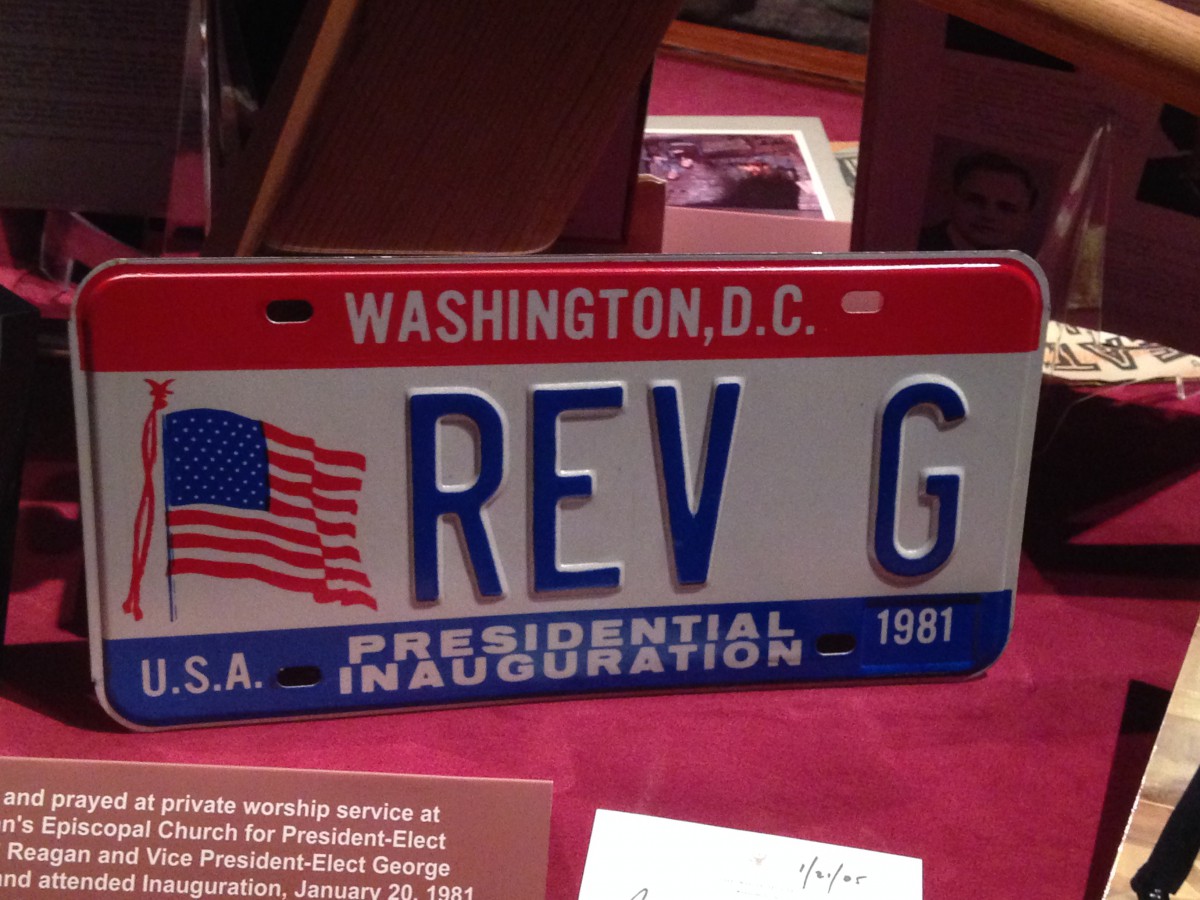 WASHINGTON, D.C.
REV G
U.S.A.
PRESIDENTIAL
INAUGURATION
1981
and prayed at private worship service at
n's Episcopal Church for President-Elect
Reagan and Vice President-Elect George
and attended Inauguration, January 20, 1981
1/21/05